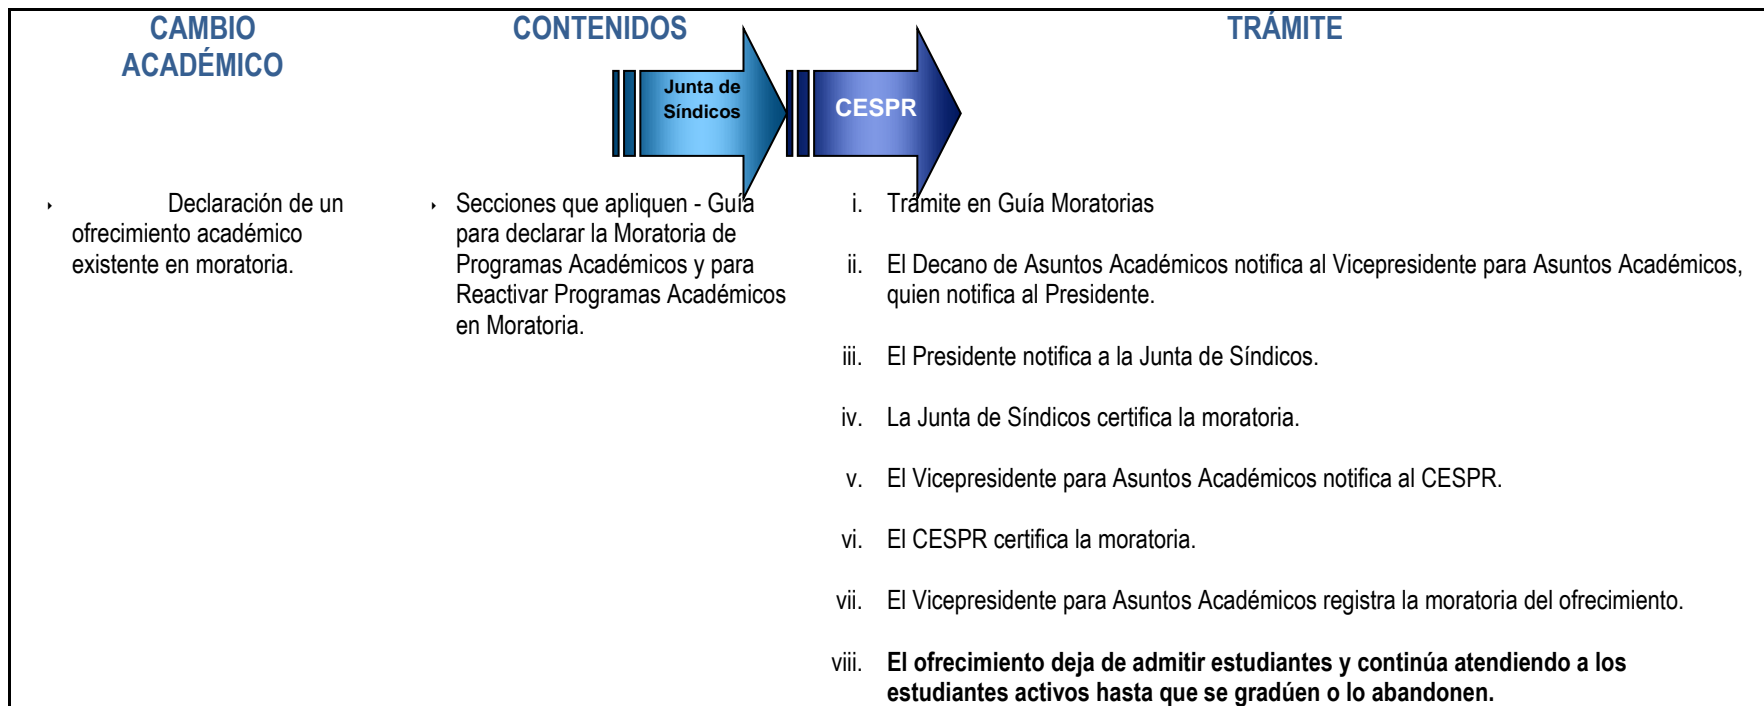 CAMBIO
ACADÉMICO
CONTENIDOS
TRÁMITE
Junta de
Síndicos
CESPR
‣ Declaración de un
ofrecimiento académico
existente en moratoria.
‣ Secciones que apliquen - Guía
para declarar la Moratoria de
Programas Académicos y para
Reactivar Programas Académicos
en Moratoria.
i. Trámite en Guía Moratorias
ii. El Decano de Asuntos Académicos notifica al Vicepresidente para Asuntos Académicos,
quien notifica al Presidente.
iii. El Presidente notifica a la Junta de Síndicos.
iv. La Junta de Síndicos certifica la moratoria.
v. El Vicepresidente para Asuntos Académicos notifica al CESPR.
vi. El CESPR certifica la moratoria.
vii. El Vicepresidente para Asuntos Académicos registra la moratoria del ofrecimiento.
viii. El ofrecimiento deja de admitir estudiantes y continúa atendiendo a los
estudiantes activos hasta que se gradúen o lo abandonen.